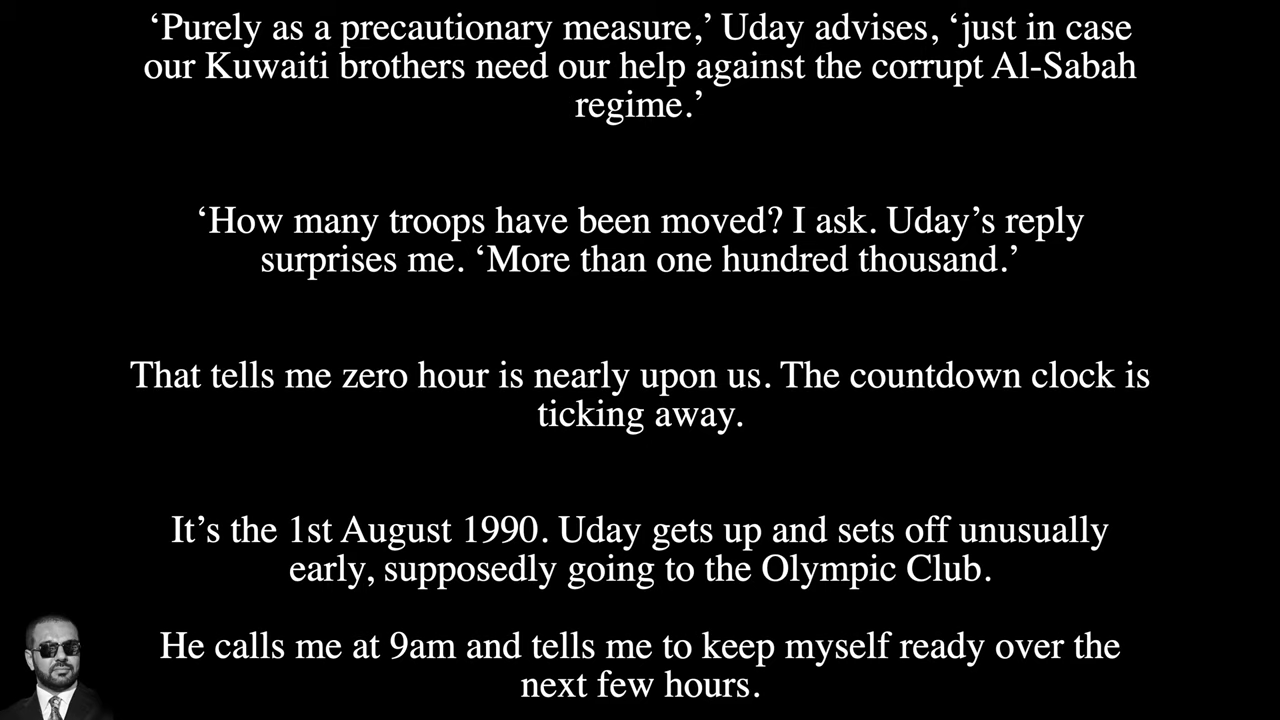 ‘Purely as a precautionary measure,’ Uday advises, ‘just in case
our Kuwaiti brothers need our help against the corrupt Al-Sabah
regime.’
‘How many troops have been moved? I ask. Uday’s reply
surprises me. ‘More than one hundred thousand.’
That tells me zero hour is nearly upon us. The countdown clock is
ticking away.
It’s the 1st August 1990. Uday gets up and sets off unusually
early, supposedly going to the Olympic Club.
He calls me at 9am and tells me to keep myself ready over the
next few hours.